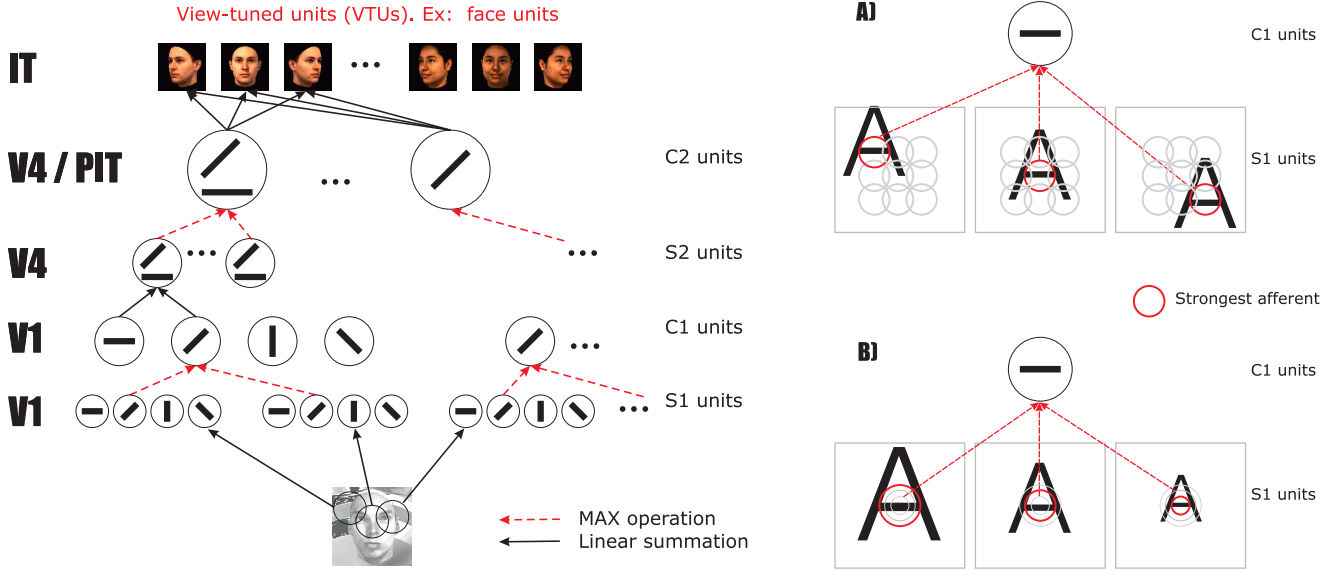 View-tuned units (VTUs). Ex:  face units
IT
V4 / PIT
C2 units
V4
S2 units
V1
C1 units
V1
S1 units
MAX operation
Linear summation
A)
C1 units
S1 units
Strongest afferent
B)
C1 units
S1 units